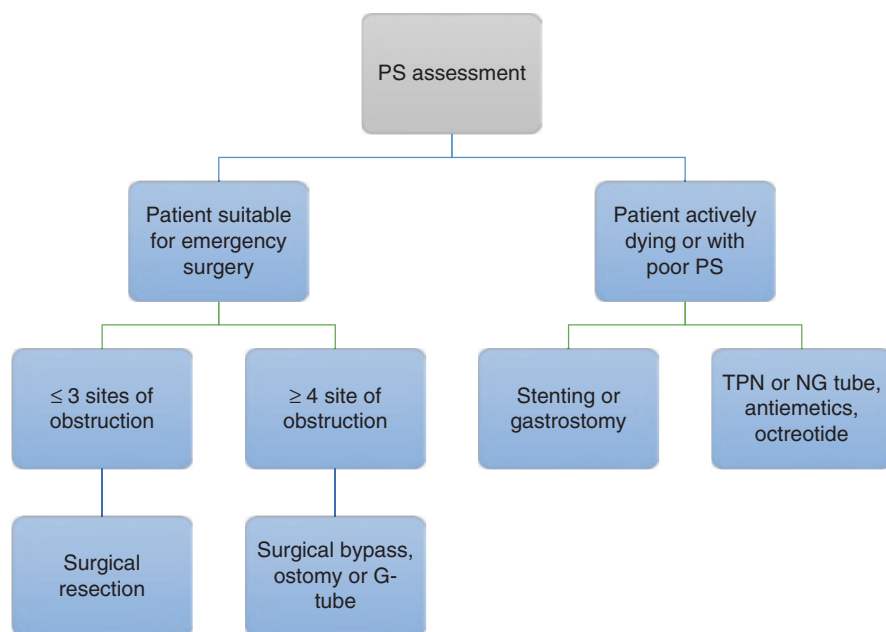 PS assessment
Patient suitable
for emergency
surgery
Patient actively
dying or with
poor PS
≤ 3 sites of
obstruction
≥ 4 site of
obstruction
Stenting or
gastrostomy
TPN or NG tube,
antiemetics,
octreotide
Surgical
resection
Surgical bypass,
ostomy or G-
tube